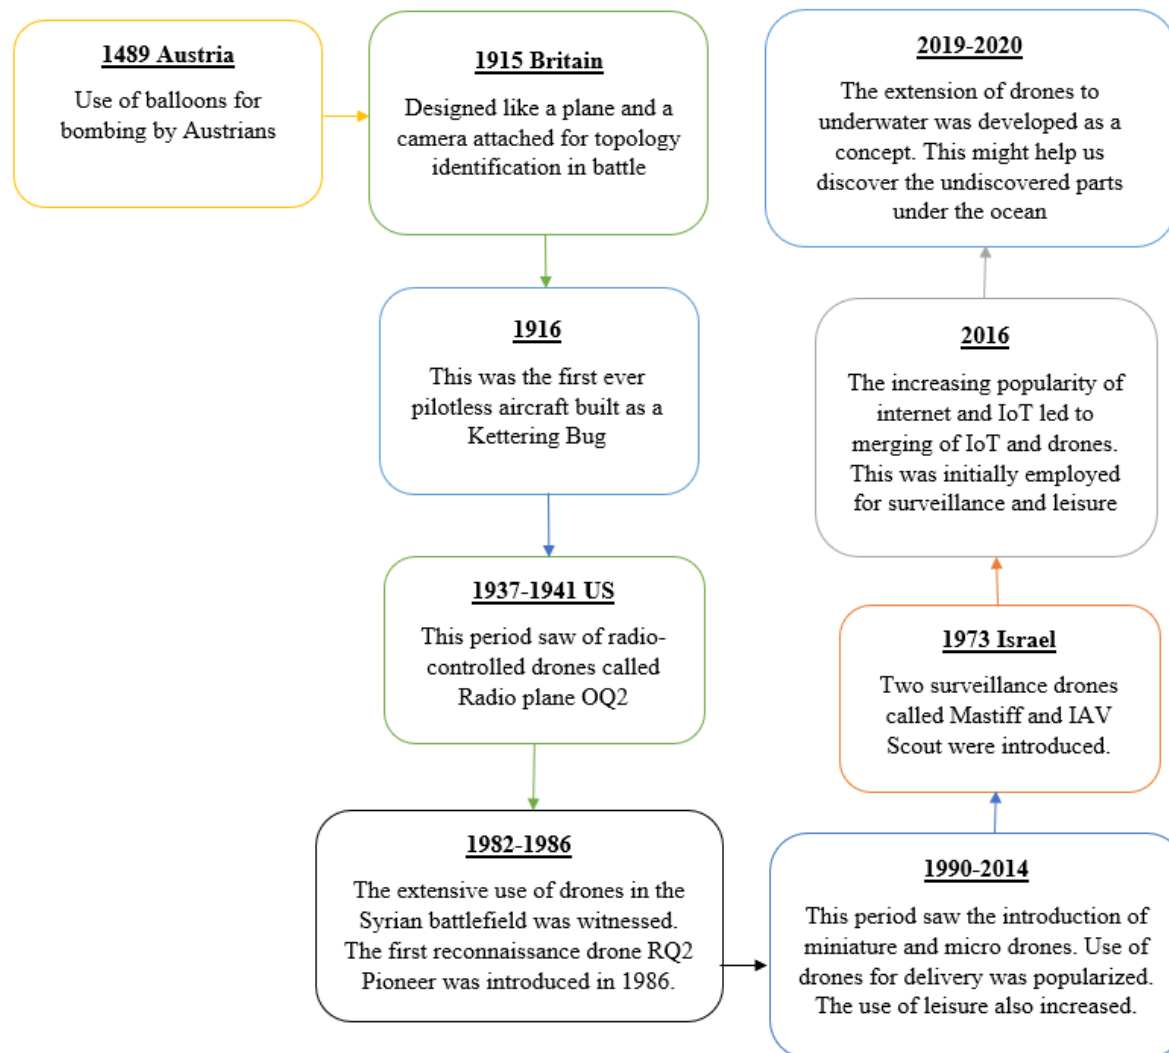 1489 Austria
Use of balloons for
bombing by Austrians
1915 Britain
Designed like a plane and a
camera attached for topology
identification in battle
1916
This was the first ever
pilotless aircraft built as a
Kettering Bug
1937-1941 US
This period saw of radio-
controlled drones called
Radio plane OQ2
1982-1986
The extensive use of drones in the
Syrian battlefield was witnessed.
The first reconnaissance drone RQ2
Pioneer was introduced in 1986.
1990-2014
This period saw the introduction of
miniature and micro drones. Use of
drones for delivery was popularized.
The use of leisure also increased.
1973 Israel
Two surveillance drones
called Mastiff and IAV
Scout were introduced.
2016
The increasing popularity of
internet and IoT led to
merging of IoT and drones.
This was initially employed
for surveillance and leisure
2019-2020
The extension of drones to
underwater was developed as a
concept. This might help us
discover the undiscovered parts
under the ocean